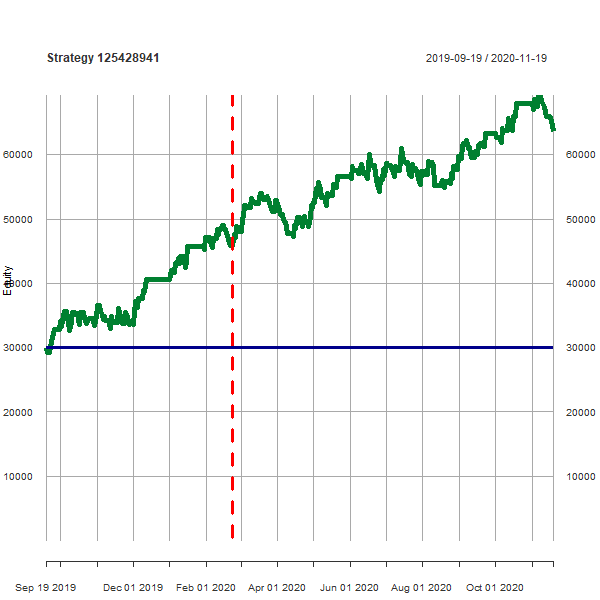 Strategy 125428941 2019-09-19 / 2020-11-19
60000 60000
50000 50000
Equity
40000 40000
30000 30000
20000 20000
10000 10000
Sep 19 2019 Dec 01 2019 Feb 01 2020 Apr 01 2020 Jun 01 2020 Aug 01 2020 Oct 01 2020